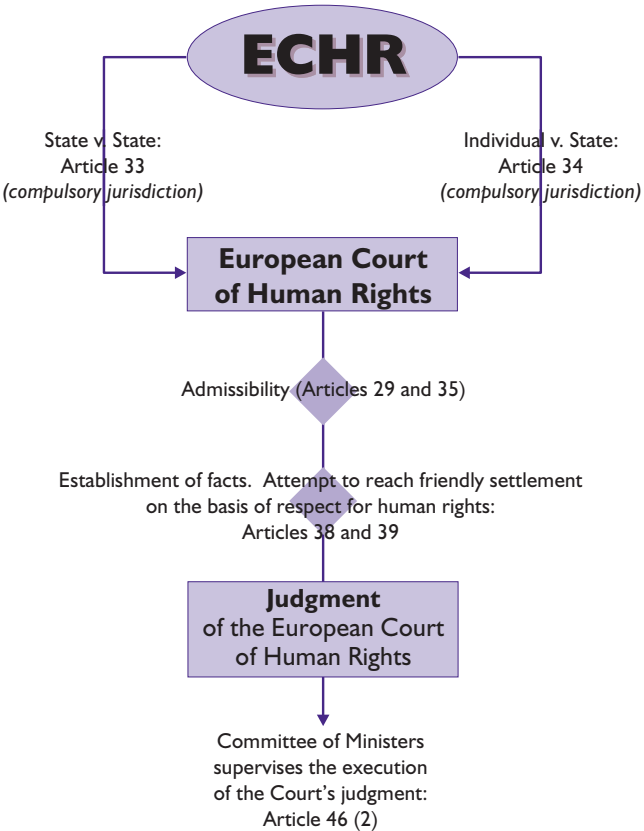 ECHR
State v. State:
Article 33
(compulsory jurisdiction)
Individual v. State:
Article 34
(compulsory jurisdiction)
European Court
of Human Rights
Admissibility (Articles 29 and 35)
Establishment of facts. Attempt to reach friendly settlement
on the basis of respect for human rights:
Articles 38 and 39
Judgment
of the European Court
of Human Rights
Committee of Ministers
supervises the execution
of the Court's judgment:
Article 46 (2)